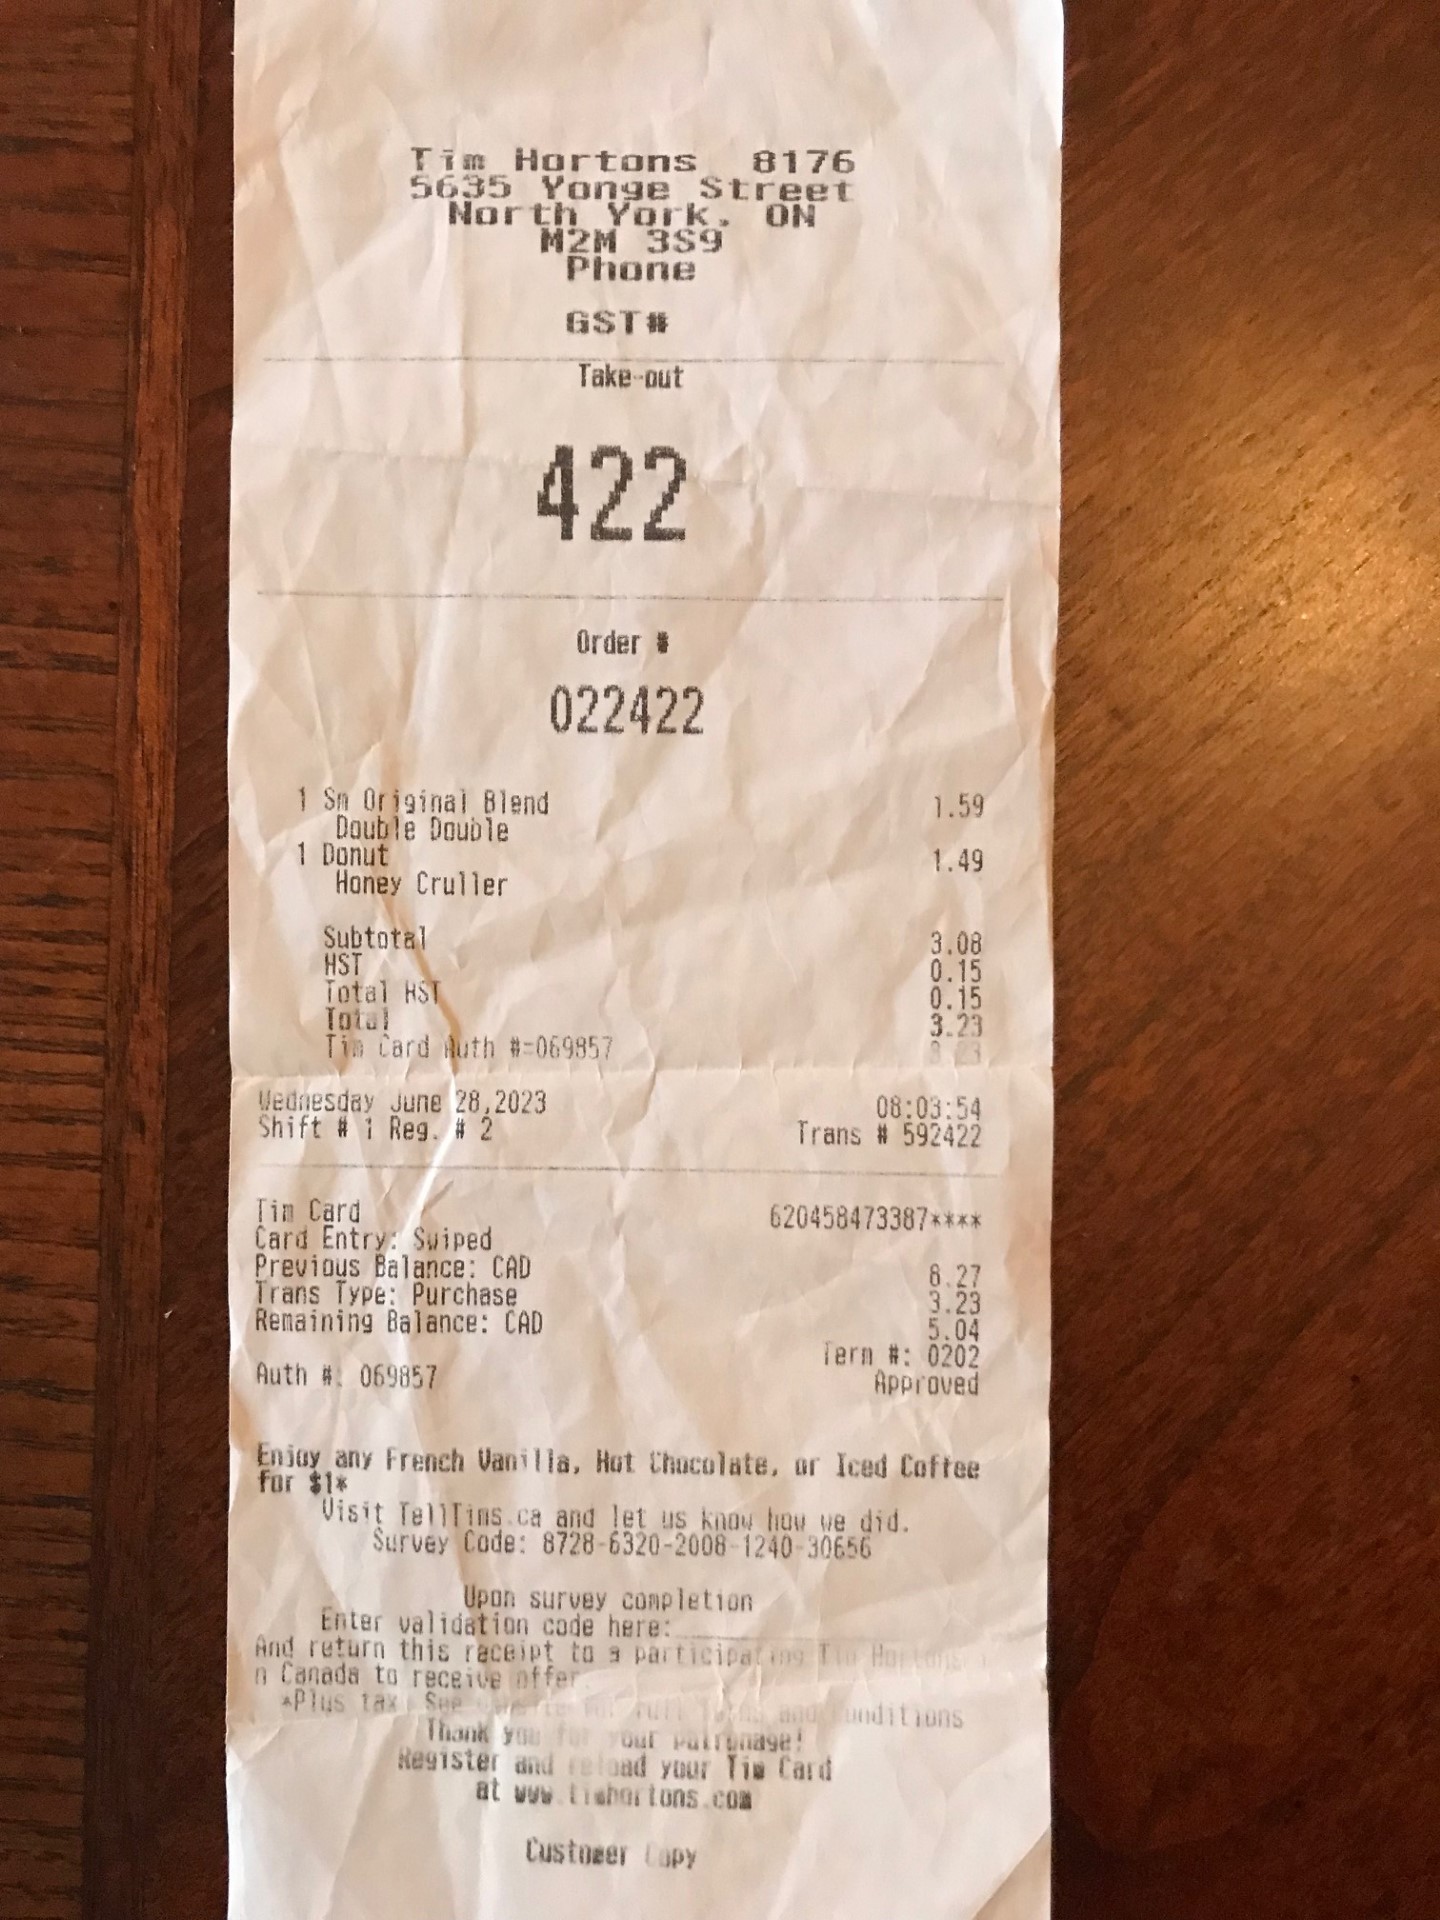 Tim Hortons 8176
5635 Yonge Street
North York, ON
M2M 3S9
Phone
GST#
Take-out
422
Order #
022422
1 Sm Original Blend 1.59
Double Double
1 Donut 1.49
Honey Cruller
Subtotal 3.08
HST 0.15
Total HST 0.15
Total 3.23
Tim Card Auth #=069857 3.23
Wednesday June 28,2023 08:03:54
Shift # 1 Reg. # 2 Trans # 592422
Tim Card 620458473387****
Card Entry: Swiped
Previous Balance: CAD 8.27
Trans Type: Purchase 3.23
Remaining Balance: CAD 5.04
Term #: 0202
Auth #: 069857 Approved
Enjoy any French Vanilla, Hot Chocolate, or Iced Coffee
for $1*
Visit TellTims.ca and let us know how we did.
Survey Code: 8728-6320-2008-1240-30656
Upon survey completion
Enter validation code here:
And return this receipt to a participating Tim Hortons i
n Canada to receive offer.
*Plus tax. See website for full terms and conditions
Thank you for your patronage!
Register and reload your Tim Card
at www.timhortons.com
Customer Copy